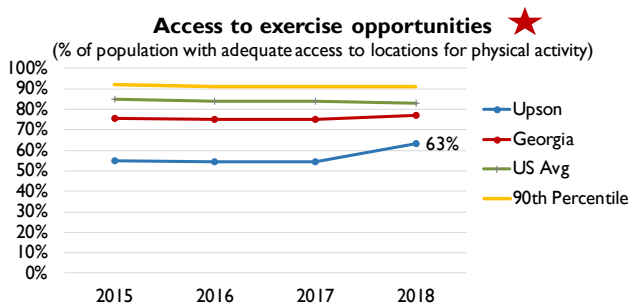 Access to exercise opportunities
(% of population with adequate access to locations for physical activity)
100%
90%
80%
70%
60%
50%
40%
30%
20%
10%
0%
63%
2015 2016 2017 2018
Upson
Georgia
US Avg
90th Percentile